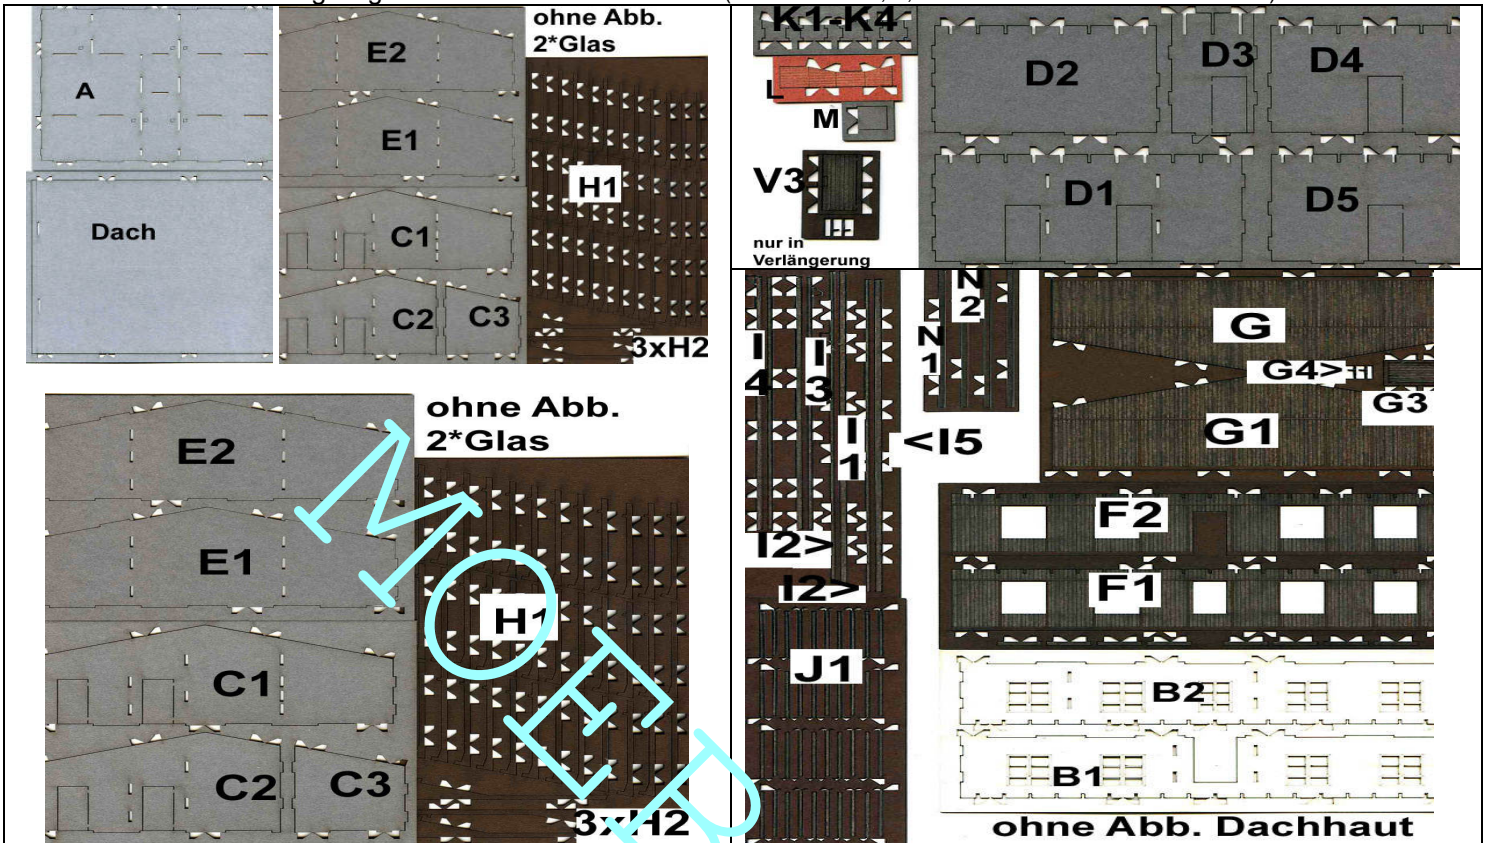 ohne Abb.
2*Glas
A
E2
E1
H1
Dach
C1
C2
C3
3xH2
K1-K4
L
M
V3
nur in
Verlängerung
D2
D3
D4
D1
D5
ohne Abb.
2*Glas
E2
E1
H1
C1
C2
C3
3xH2
MOER
I
4
I
3
I
1
N
2
N
1
<I5
I2>
I2>
J1
G
G4>
G3
G1
F2
F1
B2
B1
ohne Abb. Dachhaut